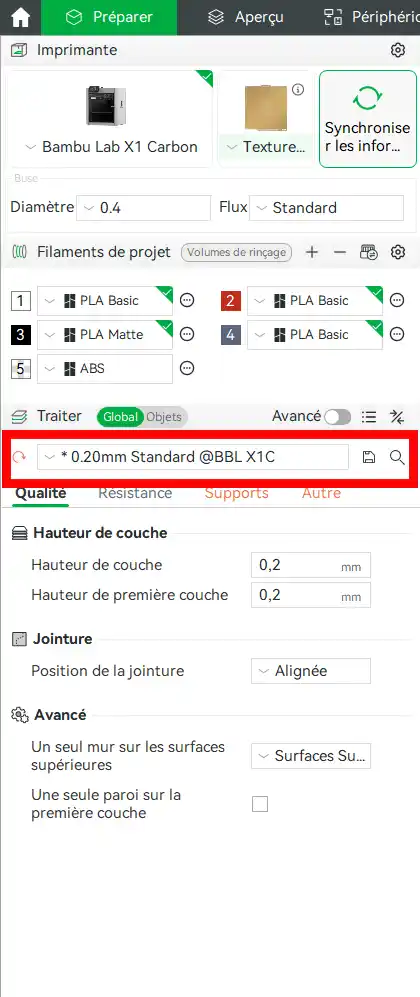 Préparer
Aperçu
Périphéric
Imprimante
Bambu Lab X1 Carbon
Texture...
Synchronise
r les infor...
Buse
Diamètre
0.4
Flux
Standard
Filaments de projet
Volumes de rinçage
1
PLA Basic
2
PLA Basic
3
PLA Matte
4
PLA Basic
5
ABS
Traiter
Global
Objets
Avancé
* 0.20mm Standard @BBL X1C
Qualité
Résistance
Supports
Autre
Hauteur de couche
Hauteur de couche
0,2
mm
Hauteur de première couche
0,2
mm
Jointure
Position de la jointure
Alignée
Avancé
Un seul mur sur les surfaces
supérieures
Surfaces Su...
Une seule paroi sur la
première couche